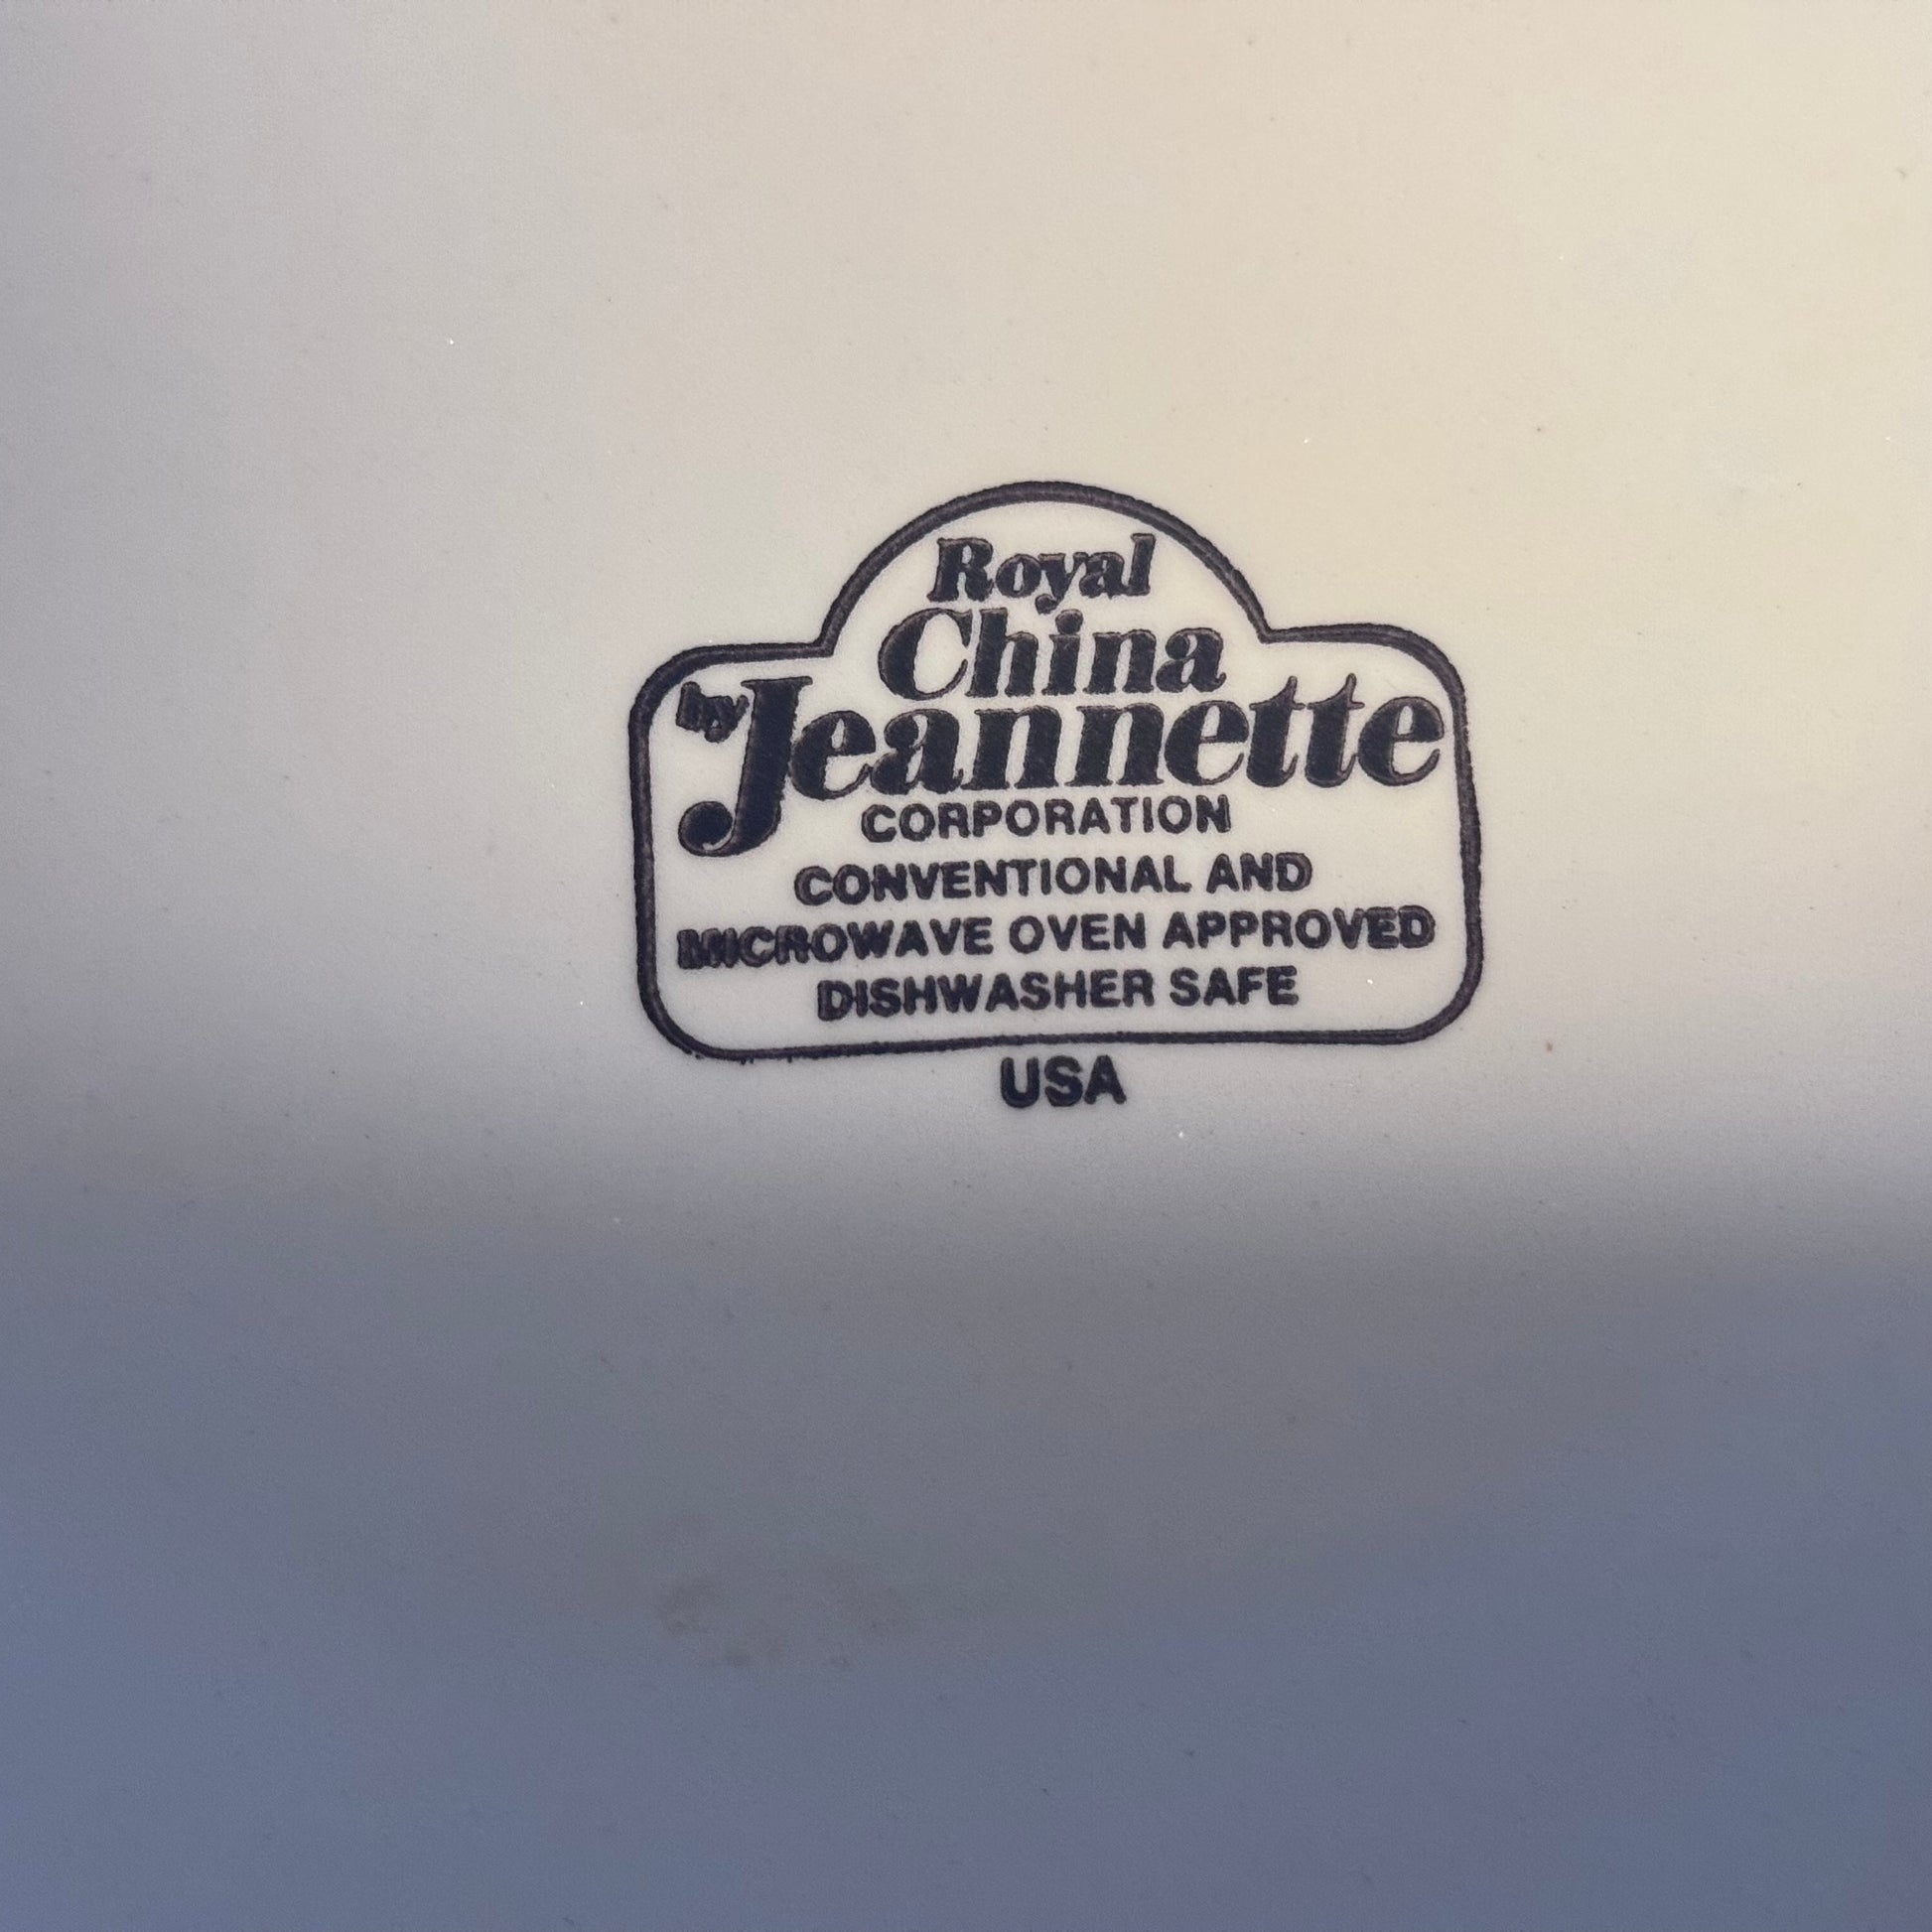 Royal
China
by Jeannette
CORPORATION
CONVENTIONAL AND
MICROWAVE OVEN APPROVED
DISHWASHER SAFE
USA